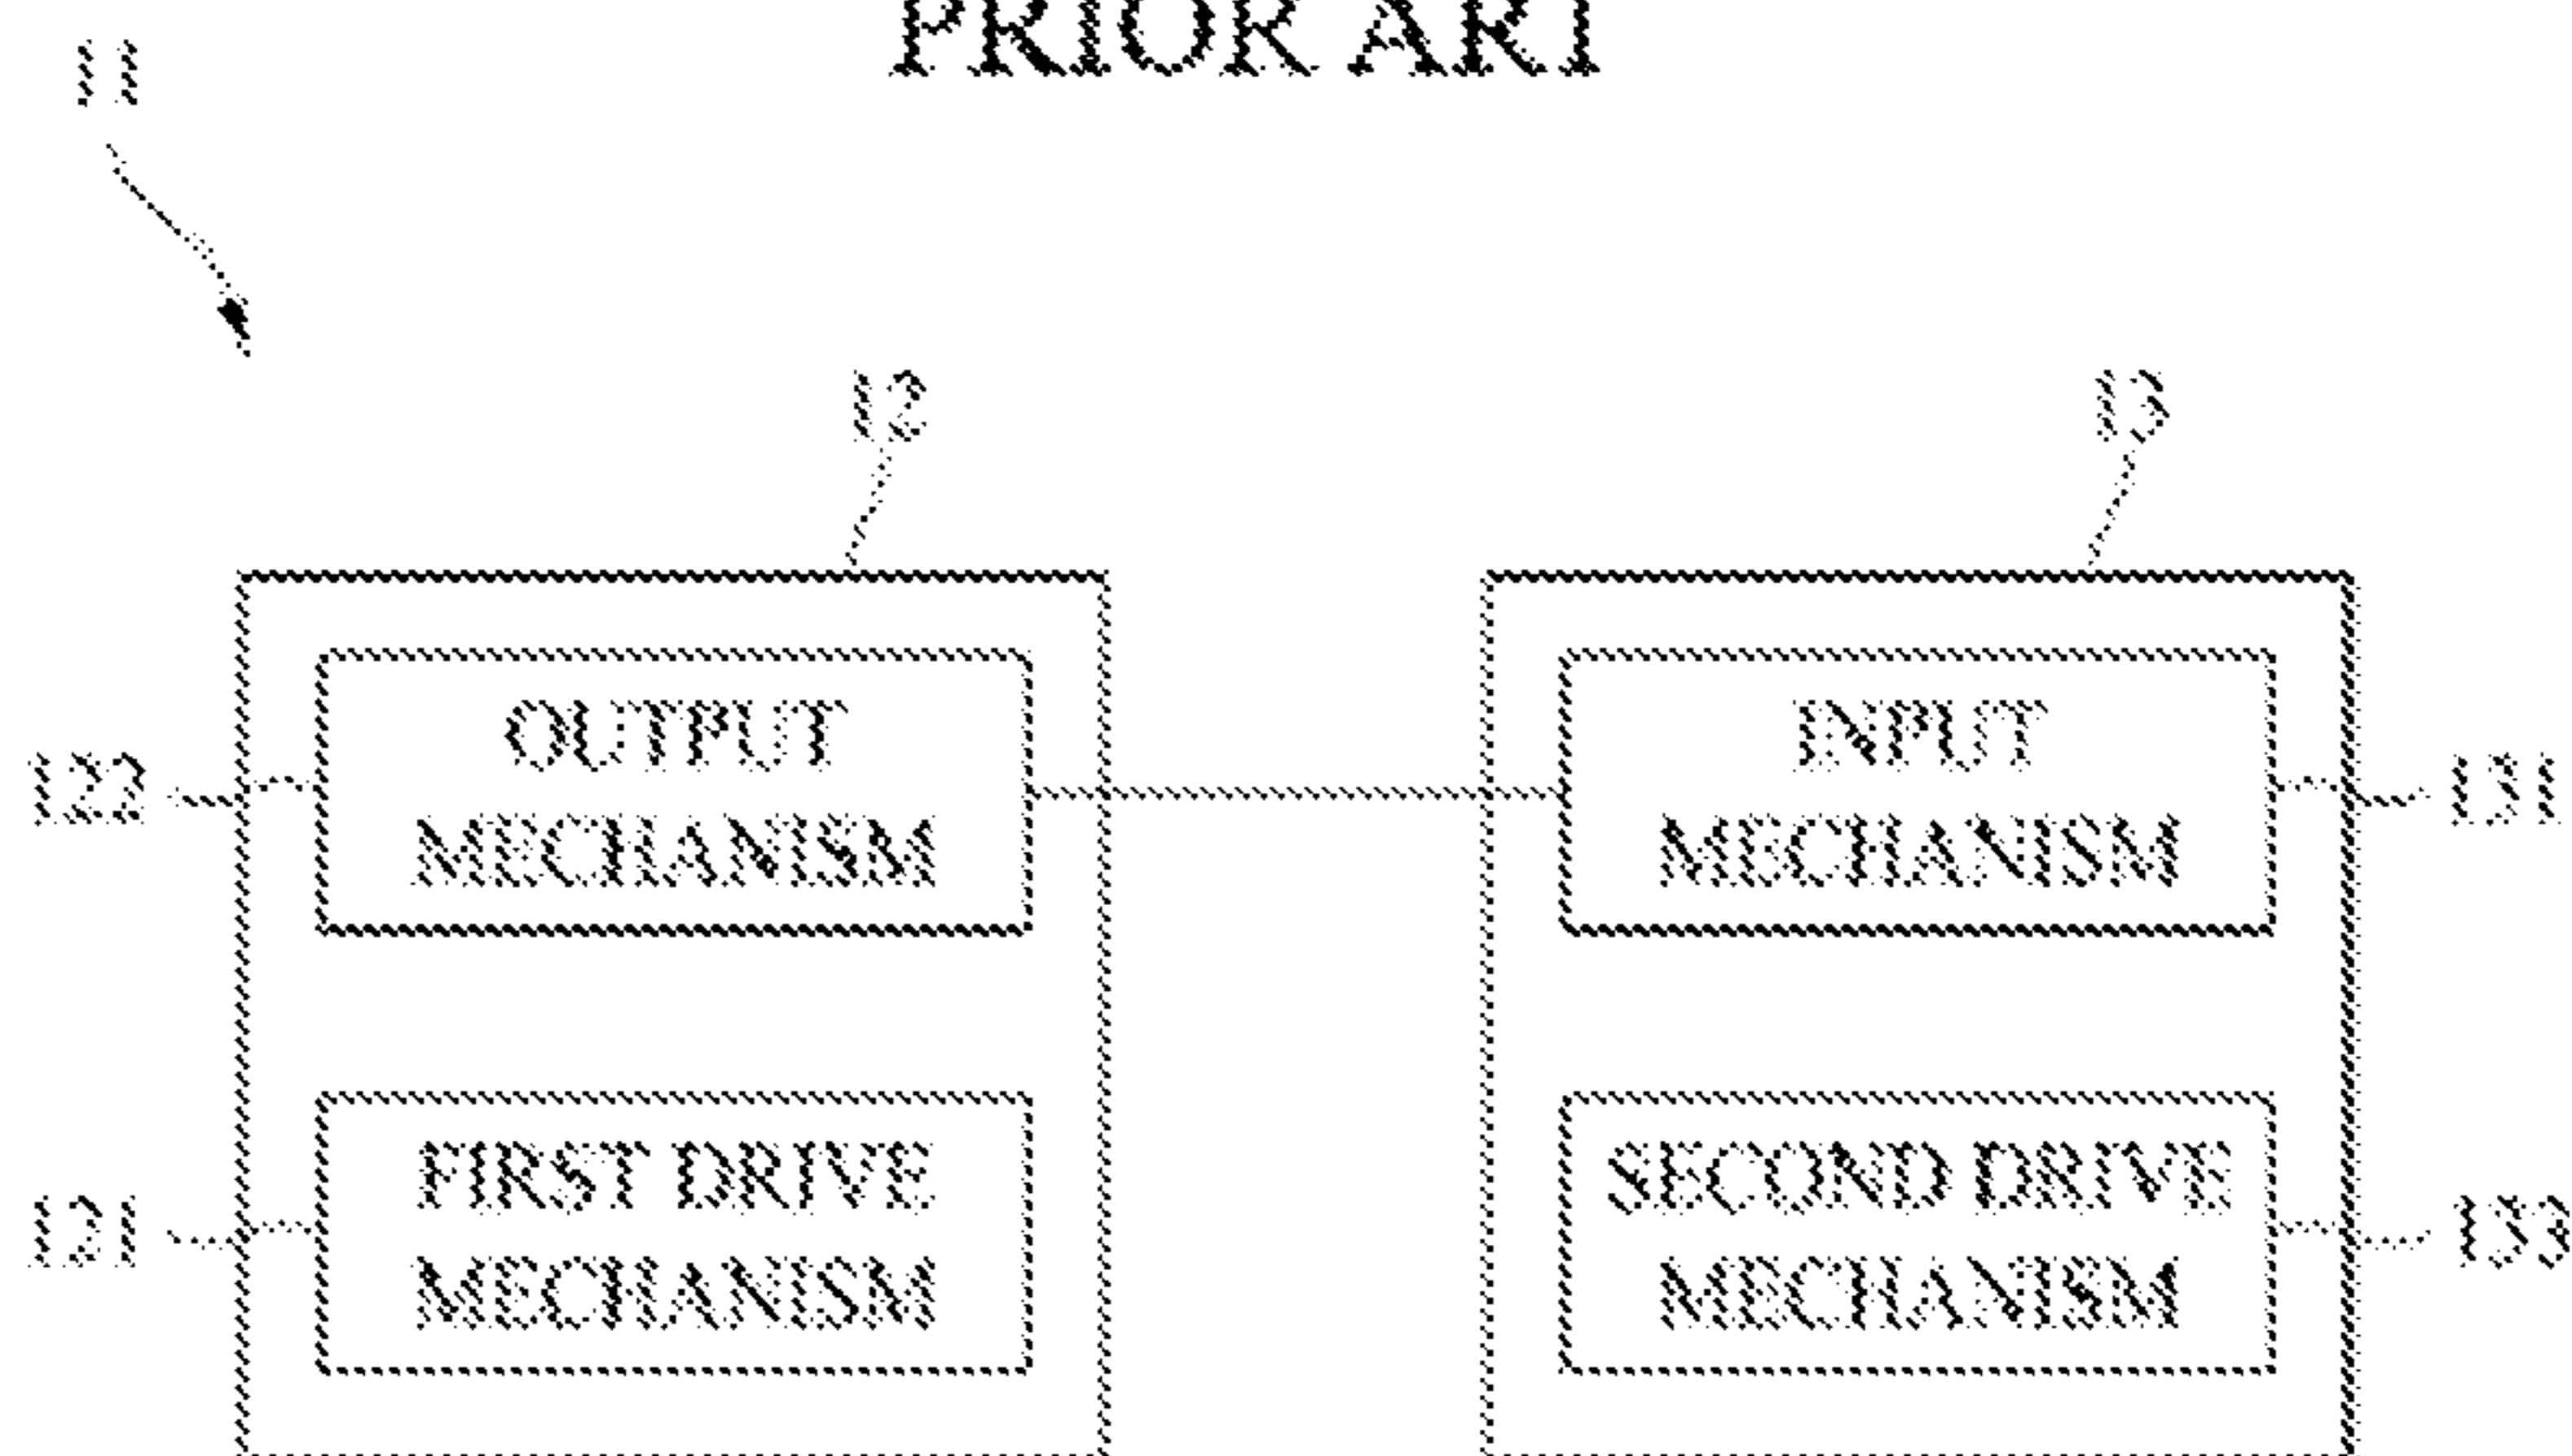 PRIOR ART
11
12
13
OUTPUT
MECHANISM
INPUT
MECHANISM
122
131
FIRST DRIVE
MECHANISM
SECOND DRIVE
MECHANISM
121
133